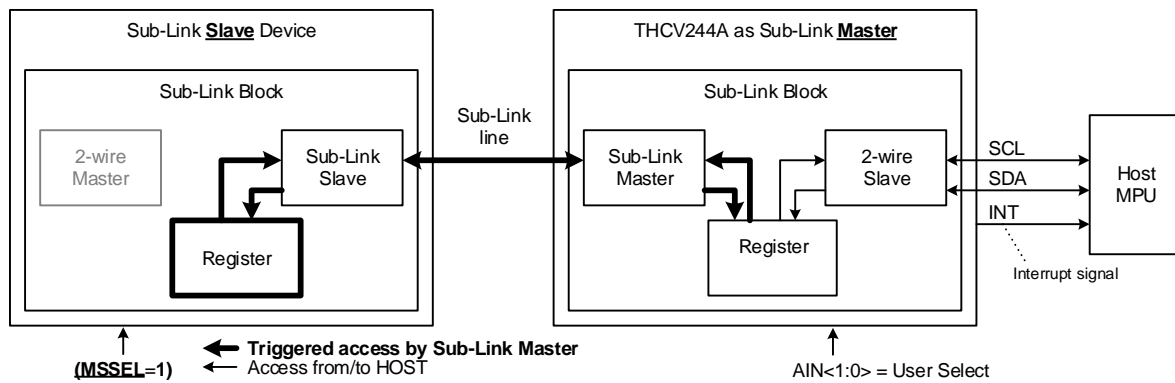 Sub-Link Slave Device
THCV244A as Sub-Link Master
Sub-Link Block
Sub-Link Block
Sub-Link
line
2-wire
Master
Sub-Link
Slave
Register
Sub-Link
Master
2-wire
Slave
Register
SCL
SDA
INT
Host
MPU
Interrupt signal
(MSSEL=1)
Triggered access by Sub-Link Master
Access from/to HOST
AIN<1:0> = User Select